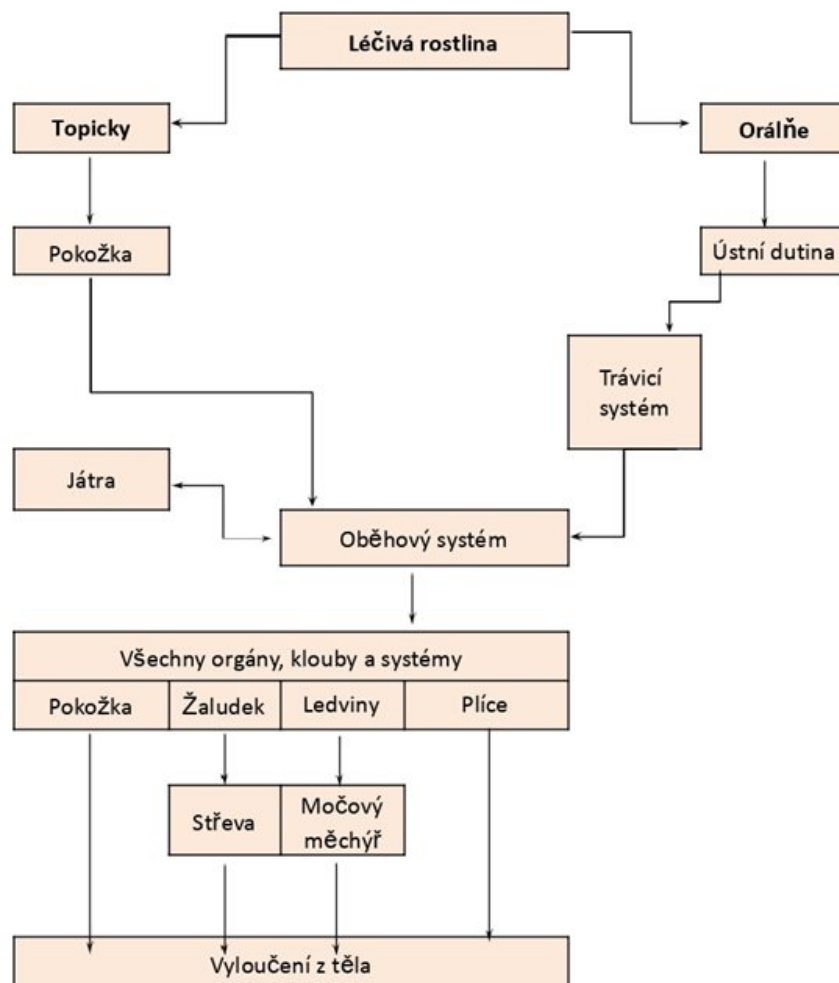 Léčivá rostlina
Topicky
Orálňe
Pokožka
Ústní dutina
Trávicí
systém
Játra
Oběhový systém
Všechny orgány, klouby a systémy
Pokožka
Žaludek
Ledviny
Plíce
Střeva
Močový
měchýř
Vyloučení z těla